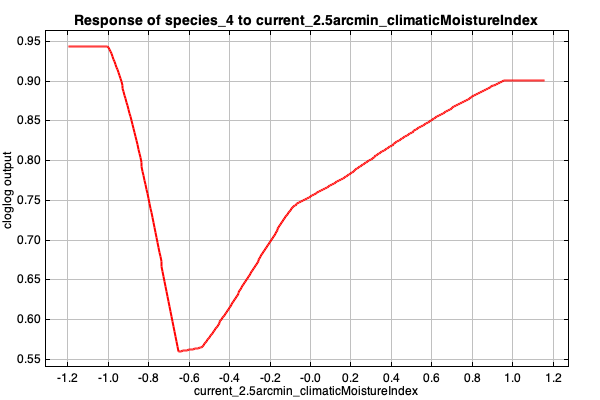 Response of species_4 to current_2.5arcmin_climaticMoistureIndex
0.95
0.90
0.85
0.80
0.75
0.70
0.65
0.60
0.55
cloglog output
-1.2 -1.0 -0.8 -0.6 -0.4 -0.2 -0.0 0.2 0.4 0.6 0.8 1.0 1.2
current_2.5arcmin_climaticMoistureIndex